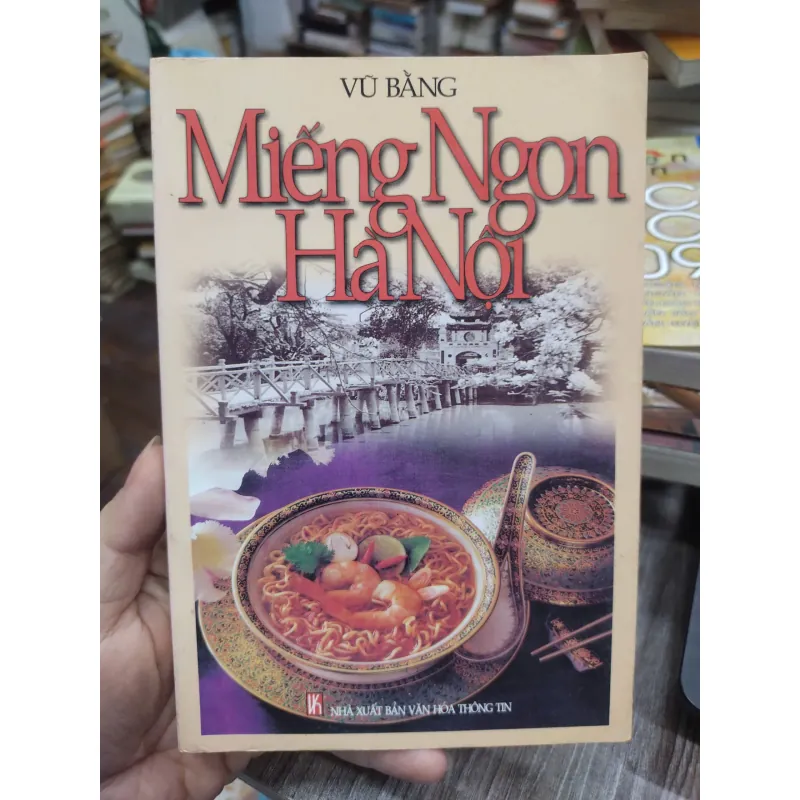 VŨ BẰNG
Miếng Ngon
Hà Nội
NHÀ XUẤT BẢN VĂN HÓA THÔNG TIN